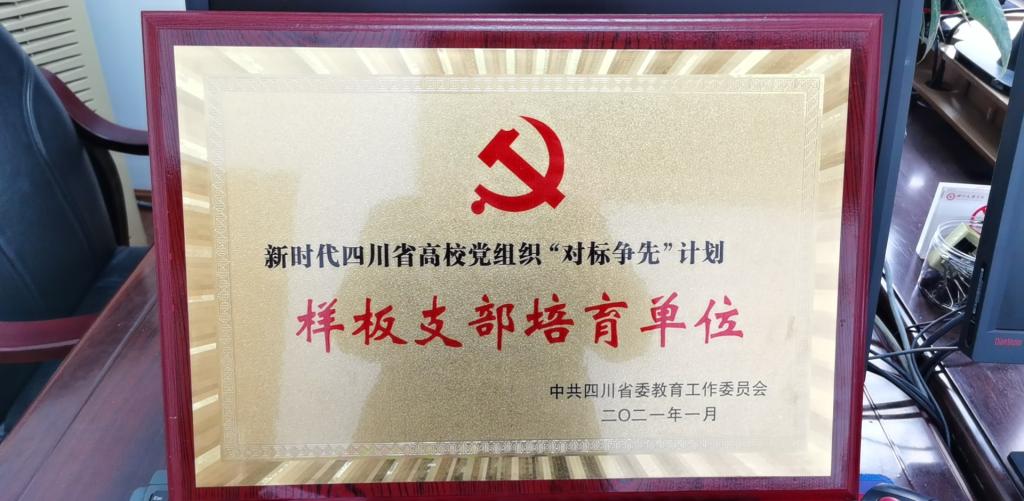 新时代四川省高校党组织“对标争先”计划
样板支部培育单位
中共四川省委教育工作委员会
二〇二一年一月